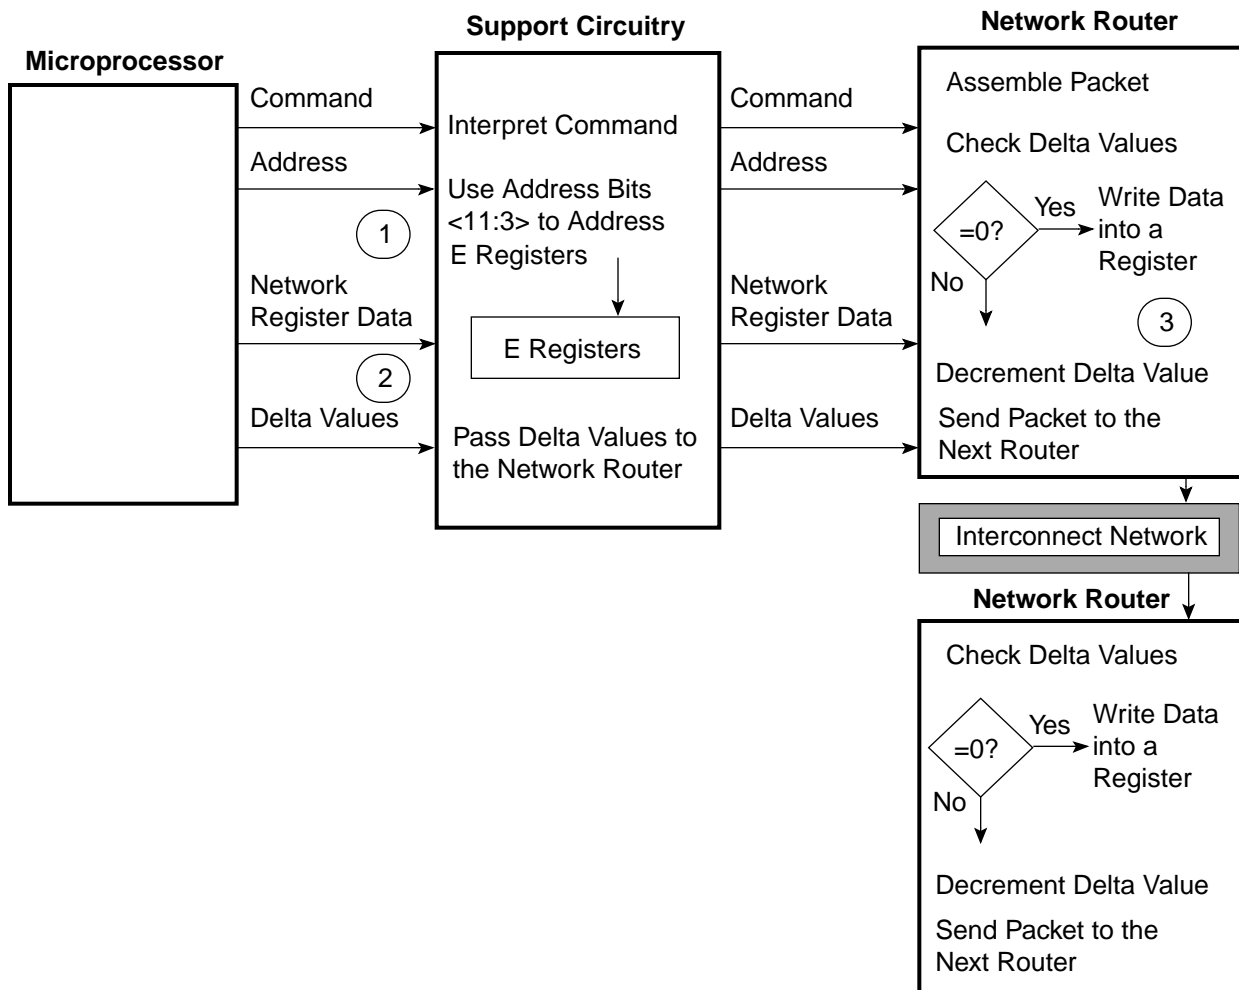 Microprocessor
Command
Address
1
Network
Register Data
2
Delta Values
Support Circuitry
Interpret Command
Use Address Bits
<11:3> to Address
E Registers
E Registers
Pass Delta Values to
the Network Router
Command
Address
Network
Register Data
Delta Values
Network Router
Assemble Packet
Check Delta Values
=0?
Yes
Write Data
into a
Register
No
3
Decrement Delta Value
Send Packet to the
Next Router
Interconnect Network
Network Router
Check Delta Values
=0?
Yes
Write Data
into a
Register
No
Decrement Delta Value
Send Packet to the
Next Router